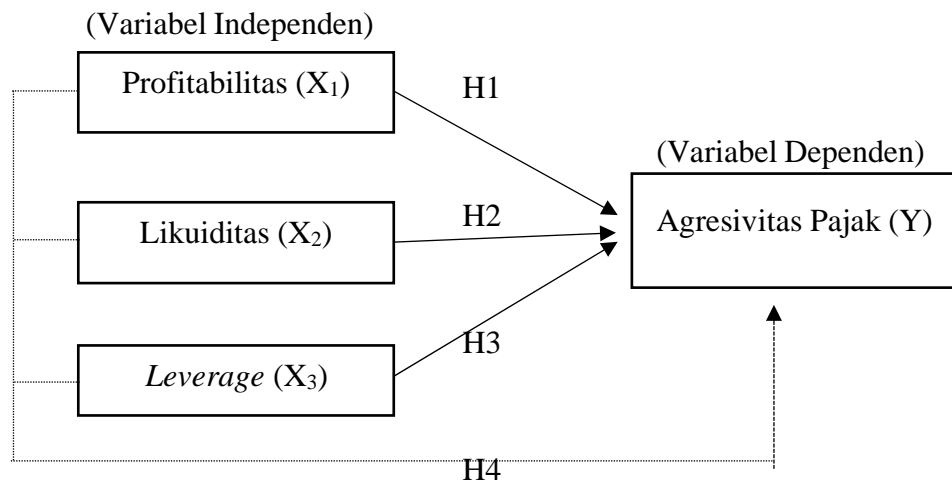 (Variabel Independen)
Profitabilitas (X₁)
H1
(Variabel Dependen)
Likuiditas (X₂)
H2
Agresivitas Pajak (Y)
Leverage (X₃)
H3
H4